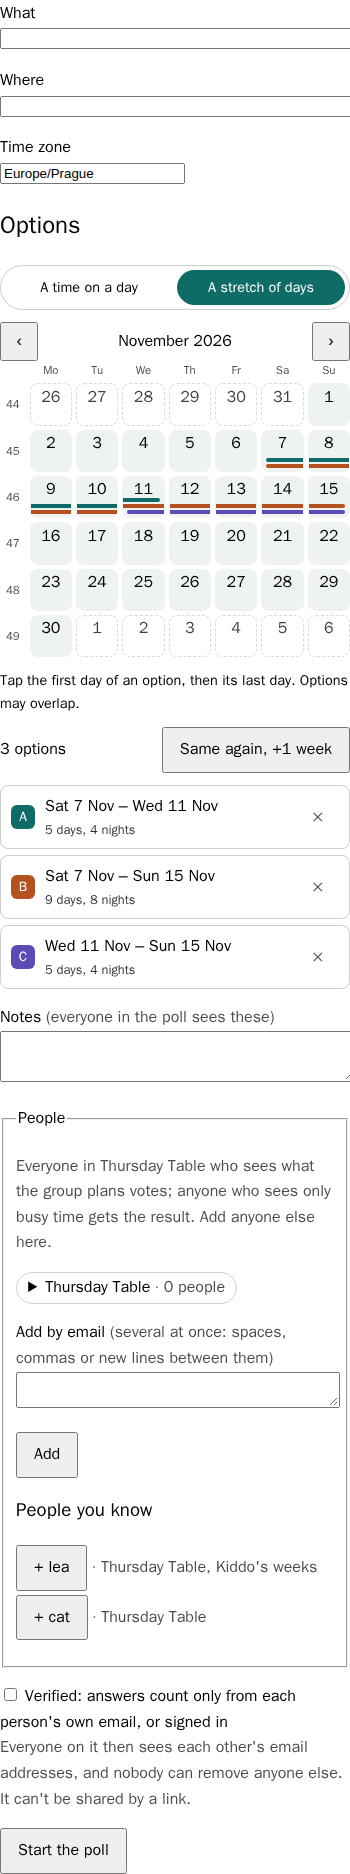 What
Where
Time zone
Europe/Prague
Options
A time on a day
A stretch of days
‹ November 2026 ›
Mo Tu We Th Fr Sa Su
44 26 27 28 29 30 31 1
45 2 3 4 5 6 7 8
46 9 10 11 12 13 14 15
47 16 17 18 19 20 21 22
48 23 24 25 26 27 28 29
49 30 1 2 3 4 5 6
Tap the first day of an option, then its last day. Options
may overlap.
3 options
Same again, +1 week
A Sat 7 Nov – Wed 11 Nov ×
5 days, 4 nights
B Sat 7 Nov – Sun 15 Nov ×
9 days, 8 nights
C Wed 11 Nov – Sun 15 Nov ×
5 days, 4 nights
Notes (everyone in the poll sees these)
People
Everyone in Thursday Table who sees what
the group plans votes; anyone who sees only
busy time gets the result. Add anyone else
here.
▶ Thursday Table · 0 people
Add by email (several at once: spaces,
commas or new lines between them)
Add
People you know
+ lea · Thursday Table, Kiddo's weeks
+ cat · Thursday Table
Verified: answers count only from each
person's own email, or signed in
Everyone on it then sees each other's email
addresses, and nobody can remove anyone else.
It can't be shared by a link.
Start the poll